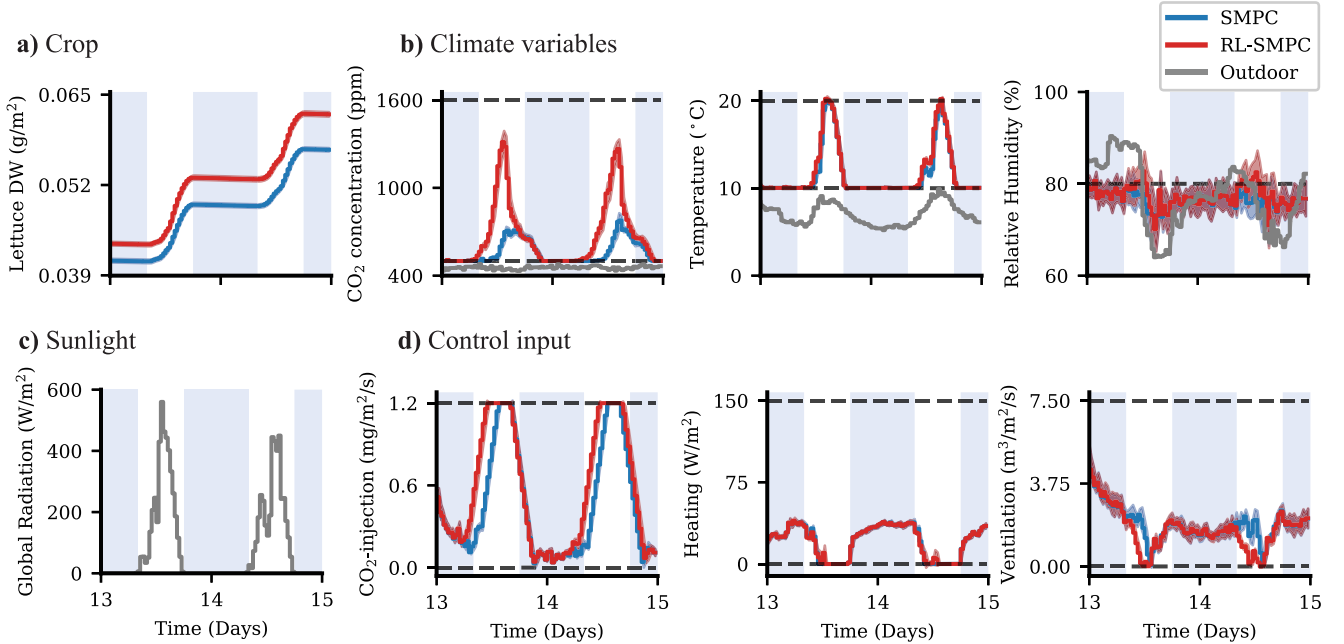 SMPC
RL-SMPC
Outdoor
a) Crop
b) Climate variables
Lettuce DW (g/m²)
0.065
0.052
0.039
CO₂ concentration (ppm)
1600
1000
400
Temperature (°C)
20
10
0
Relative Humidity (%)
100
80
60
c) Sunlight
d) Control input
Global Radiation (W/m²)
600
400
200
0
13
14
15
Time (Days)
CO₂-injection (mg/m²/s)
1.2
0.6
0.0
13
14
15
Time (Days)
Heating (W/m²)
150
75
0
13
14
15
Time (Days)
Ventilation (m³/m²/s)
7.50
3.75
0.00
13
14
15
Time (Days)